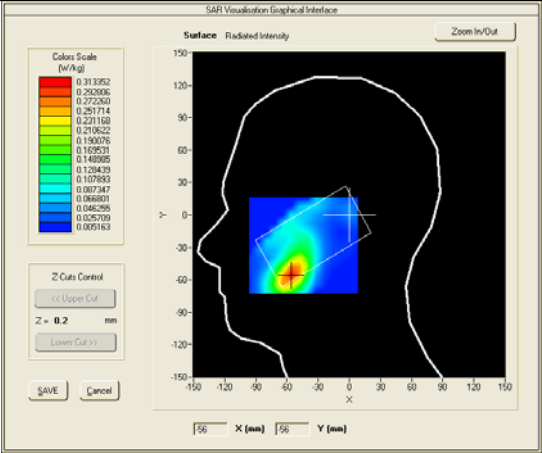 SAR Visualisation Graphical Interface
Surface Radiated Intensity
Zoom In/Out
Colors Scale
(W/kg)
0.313352
0.292806
0.272260
0.251714
0.231168
0.210622
0.190076
0.169531
0.148985
0.128439
0.107893
0.087347
0.066801
0.046255
0.025709
0.005163
Z-Cuts Control
<< Upper Cut
Z = 0.2 mm
Lower Cut >>
SAVE Cancel
150
120
90
60
30
0
-30
-60
-90
-120
-150
Y
-150 -120 -90 -60 -30 0 30 60 90 120 150
X
-56 X (mm) -56 Y (mm)